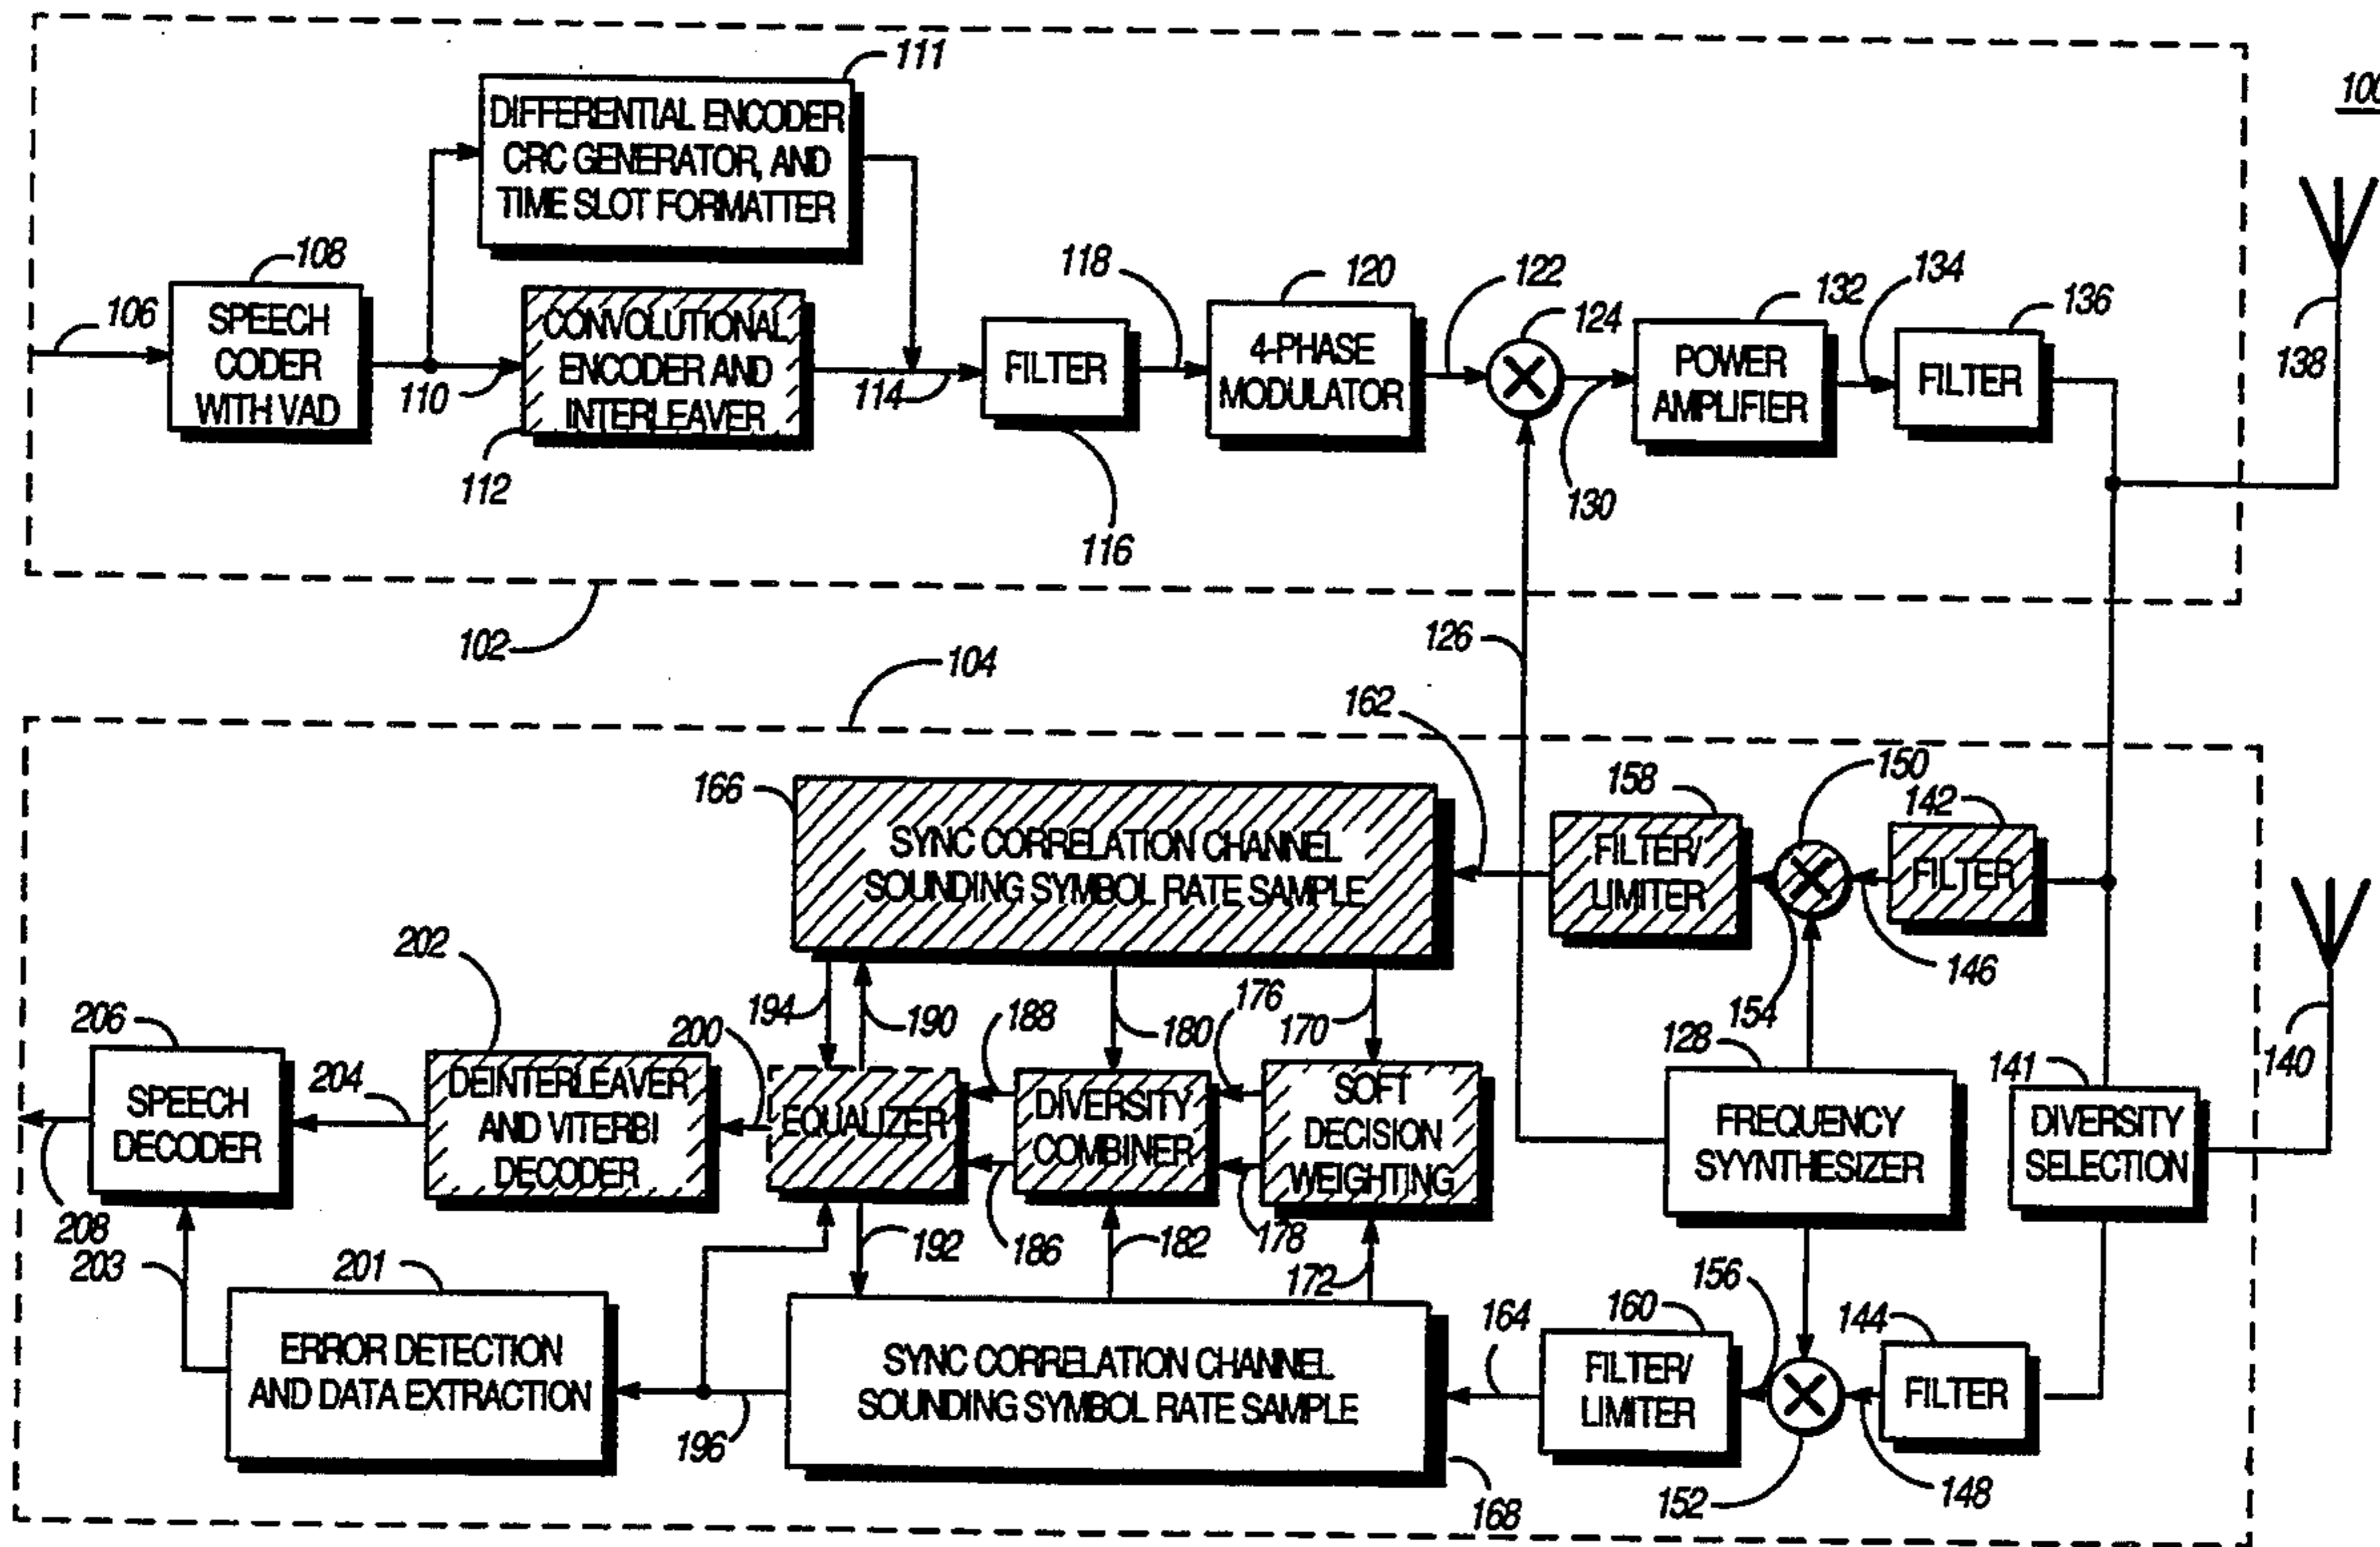 100
111
DIFFERENTIAL ENCODER
CRC GENERATOR, AND
TIME SLOT FORMATTER
108
SPEECH
CODER
WITH VAD
106
110
CONVOLUTIONAL
ENCODER AND
INTERLEAVER
112
114
FILTER
116
118
120
4-PHASE
MODULATOR
122
124
130
132
POWER
AMPLIFIER
134
136
FILTER
138
102
104
126
162
166
SYNC CORRELATION CHANNEL
SOUNDING SYMBOL RATE SAMPLE
158
FILTER/
LIMITER
150
142
FILTER
154
146
202
194
190
200
188
180
176
170
206
SPEECH
DECODER
204
DEINTERLEAVER
AND VITERBI
DECODER
EQUALIZER
DIVERSITY
COMBINER
SOFT
DECISION
WEIGHTING
128
FREQUENCY
SYYNTHESIZER
141
DIVERSITY
SELECTION
140
208
203
192
186
182
178
172
201
ERROR DETECTION
AND DATA EXTRACTION
196
SYNC CORRELATION CHANNEL
SOUNDING SYMBOL RATE SAMPLE
168
164
160
FILTER/
LIMITER
156
152
144
FILTER
148